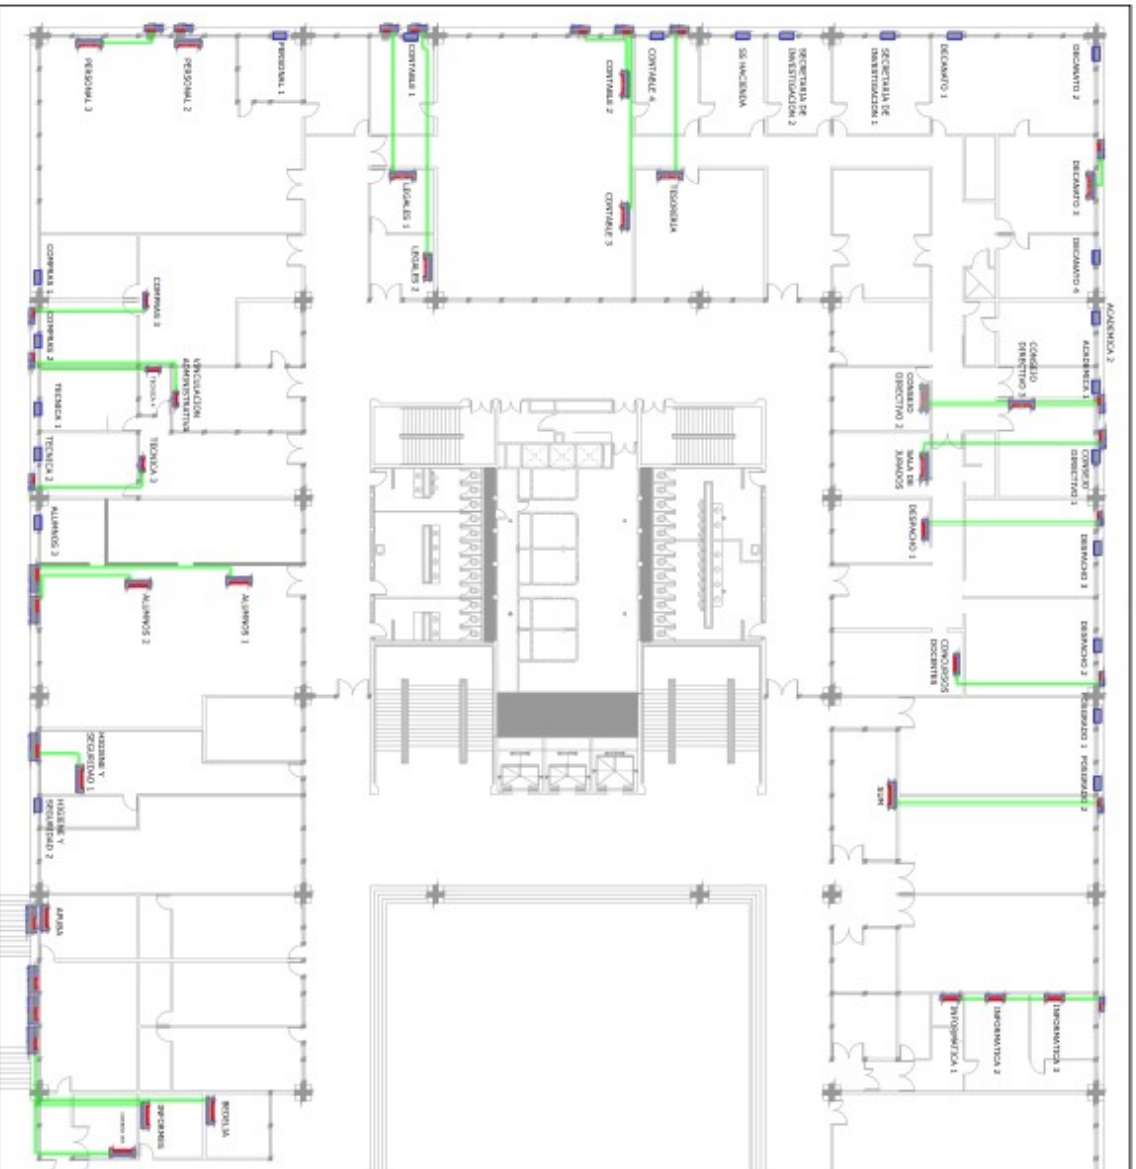 PERSONAL 3
PERSONAL 2
PERSONAL 1
CONTABLE 1
CONTABLE 2
CONTABLE 4
SS HACIENDA
SECRETARIA DE
INVESTIGACION 2
SECRETARIA DE
INVESTIGACION 1
DECANATO 1
DECANATO 2
LEGALES 1
LEGALES 2
CONTABLE 3
TESORERIA
DECANATO 3
DECANATO 4
COMPRAS 1
COMPRAS 3
COMPRAS 2
ACADEMICA 2
ACADEMICA 1
CONSEJO
DIRECTIVO 3
CONSEJO
DIRECTIVO 2
VINCULACION
ADMINISTRATIVA
TECNICA 4
TECNICA 1
TECNICA 2
TECNICA 3
SALA DE
JURADOS
CONSEJO
DIRECTIVO 1
ALUMNOS 3
DESPACHO 1
DESPACHO 3
ALUMNOS 2
ALUMNOS 1
CONCURSOS
DOCENTES
DESPACHO 2
POSGRADO 1
POSGRADO 2
HIGIENE Y
SEGURIDAD 1
HIGIENE Y
SEGURIDAD 2
SUM
APUBA
INFORMATICA 1
INFORMATICA 2
INFORMATICA 3
INFORMES
BEDELIA